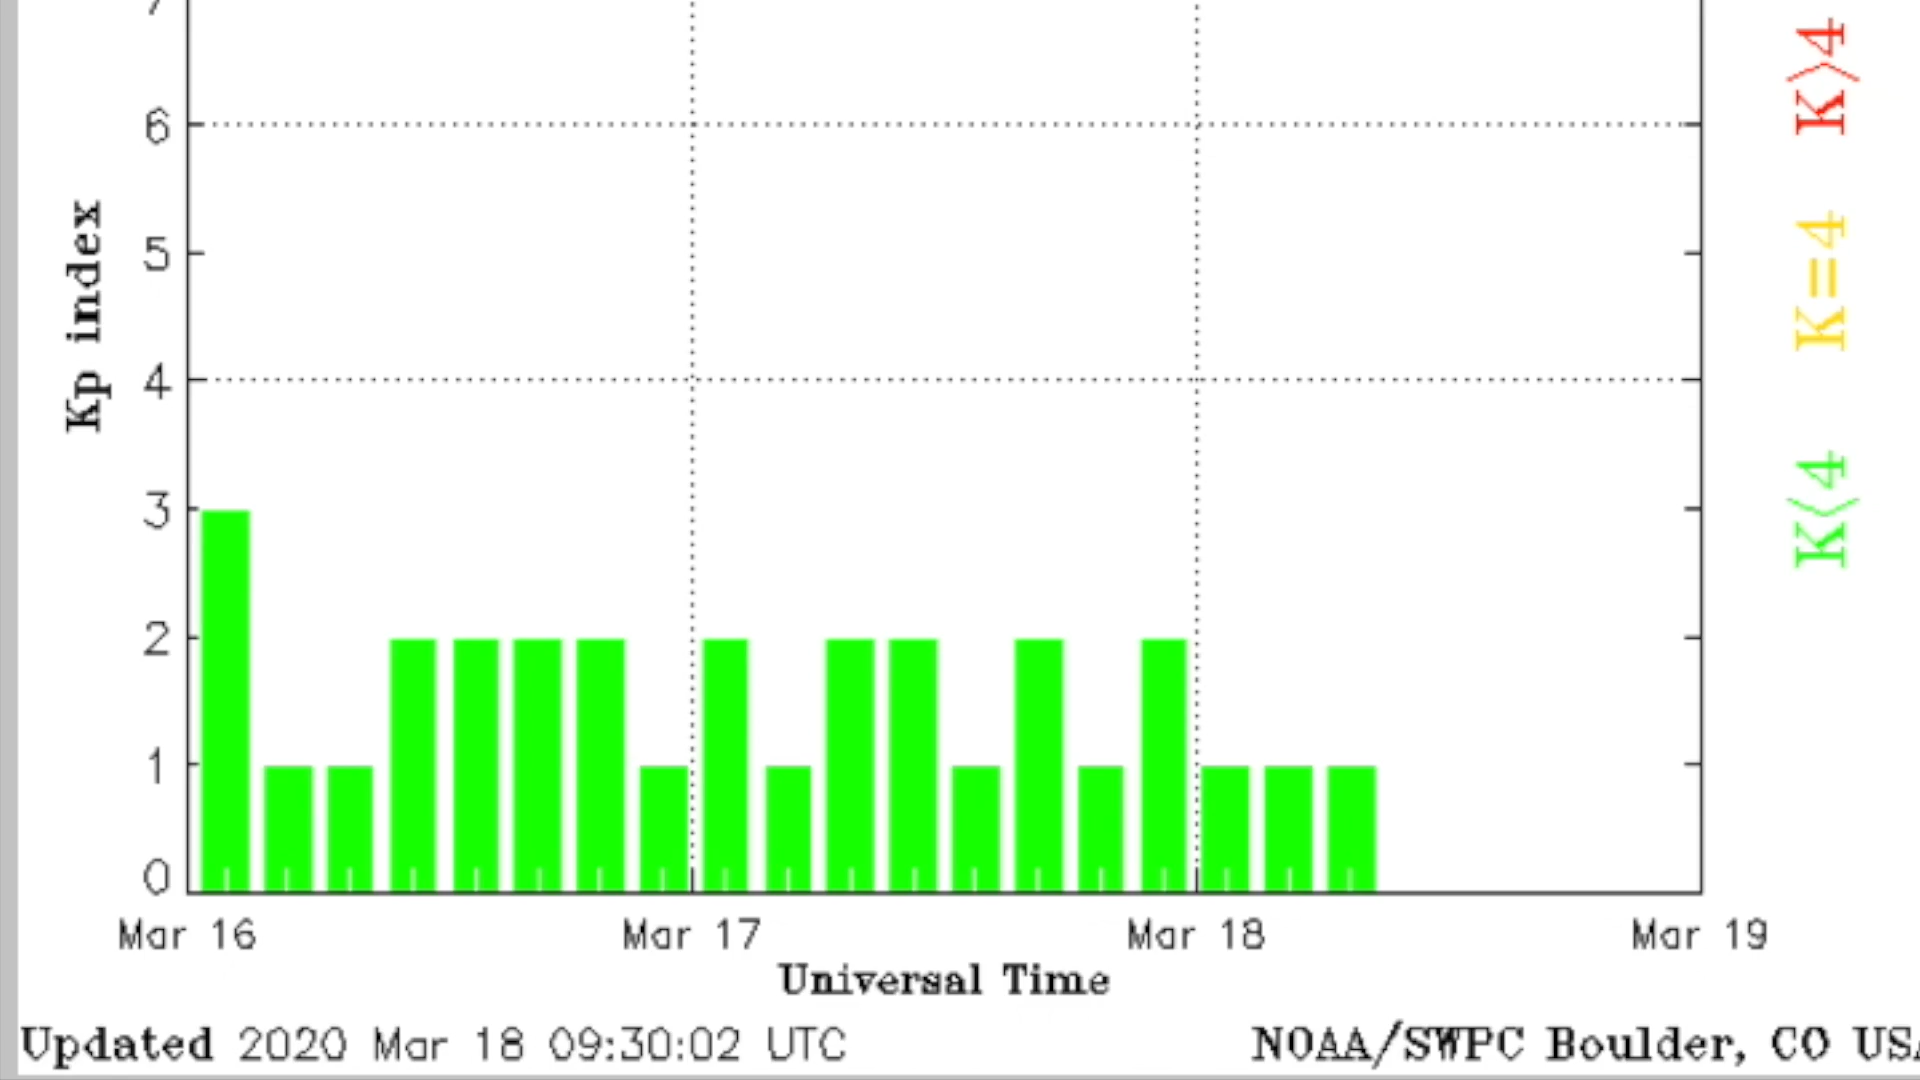 7
6
5
4
3
2
1
0
Kp index
K>4
K=4
K<4
Mar 16 Mar 17 Mar 18 Mar 19
Universal Time
Updated 2020 Mar 18 09:30:02 UTC NOAA/SWPC Boulder, CO USA